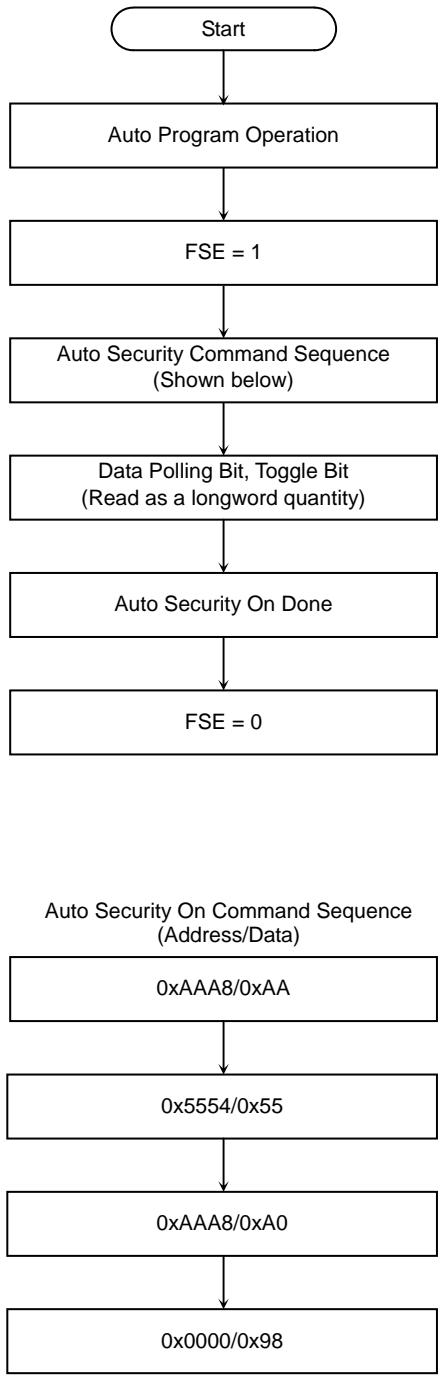 Start
Auto Program Operation
FSE = 1
Auto Security Command Sequence
(Shown below)
Data Polling Bit, Toggle Bit
(Read as a longword quantity)
Auto Security On Done
FSE = 0
Auto Security On Command Sequence
(Address/Data)
0xAAA8/0xAA
0x5554/0x55
0xAAA8/0xA0
0x0000/0x98